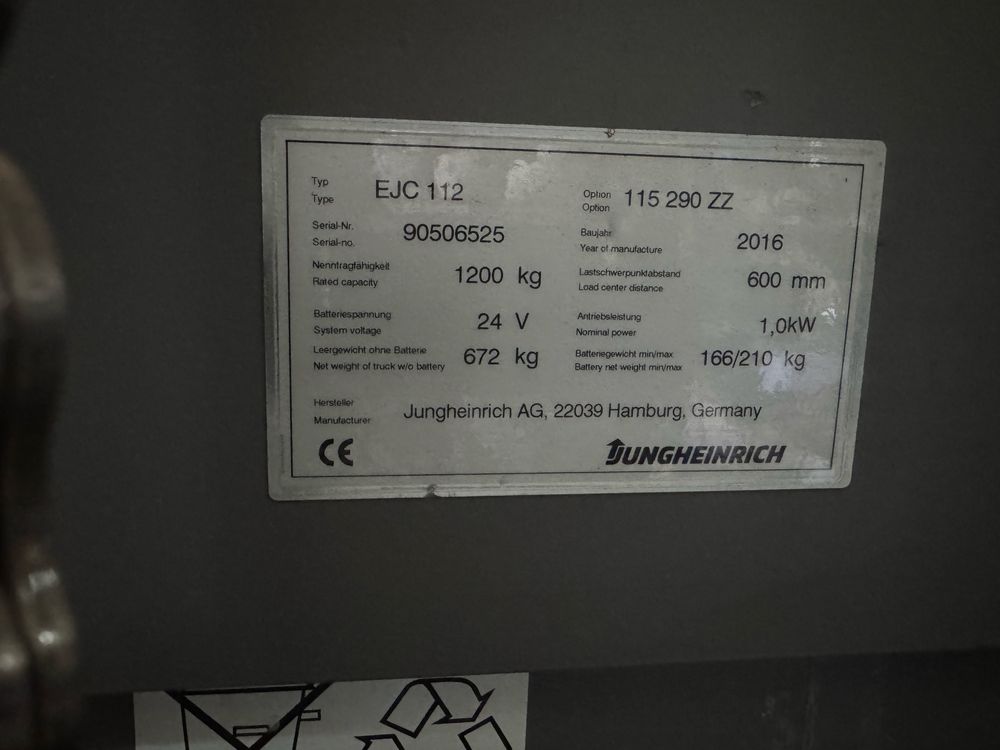 Typ
Type
EJC 112
Option
Option
115 290 ZZ
Serial-Nr.
Serial-no.
90506525
Baujahr
Year of manufacture
2016
Nenntragfähigkeit
Rated capacity
1200 kg
Lastschwerpunktabstand
Load center distance
600 mm
Batteriespannung
System voltage
24 V
Antriebsleistung
Nominal power
1,0kW
Leergewicht ohne Batterie
Net weight of truck w/o battery
672 kg
Batteriegewicht min/max
Battery net weight min/max
166/210 kg
Hersteller
Manufacturer
Jungheinrich AG, 22039 Hamburg, Germany
CE
JUNGHEINRICH